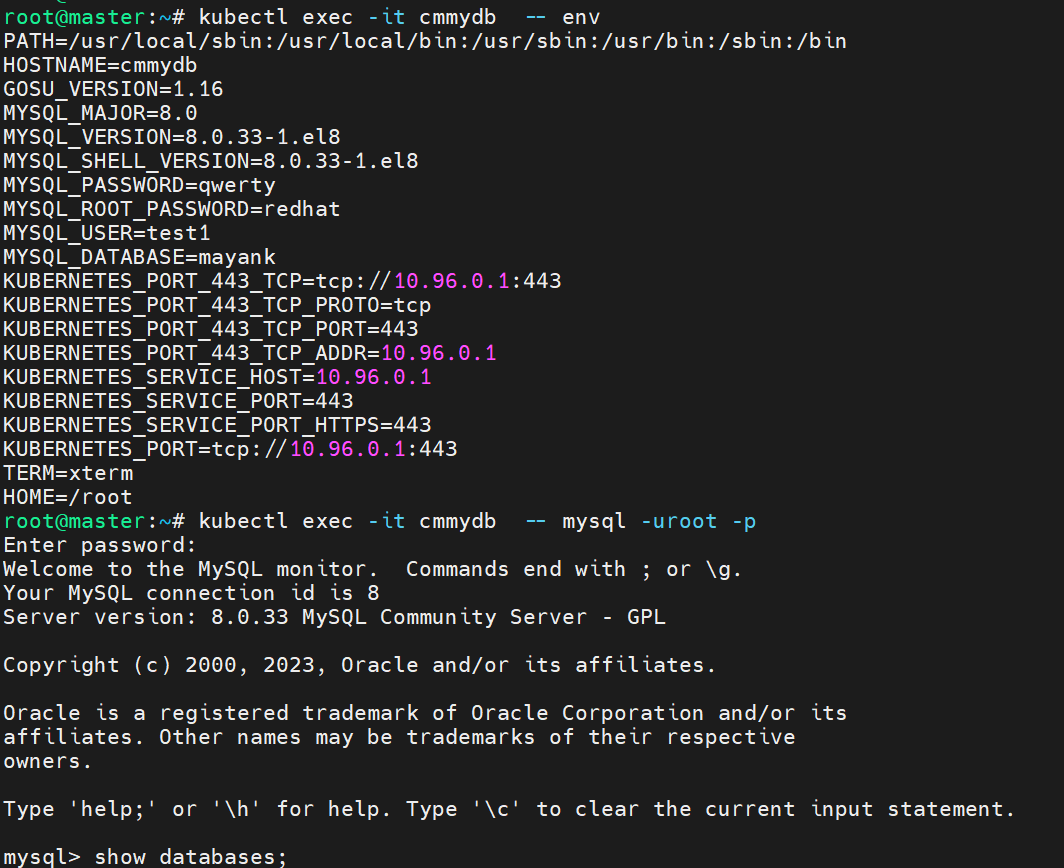 root@master:~# kubectl exec -it cmmydb  -- env
PATH=/usr/local/sbin:/usr/local/bin:/usr/sbin:/usr/bin:/sbin:/bin
HOSTNAME=cmmydb
GOSU_VERSION=1.16
MYSQL_MAJOR=8.0
MYSQL_VERSION=8.0.33-1.el8
MYSQL_SHELL_VERSION=8.0.33-1.el8
MYSQL_PASSWORD=qwerty
MYSQL_ROOT_PASSWORD=redhat
MYSQL_USER=test1
MYSQL_DATABASE=mayank
KUBERNETES_PORT_443_TCP=tcp://10.96.0.1:443
KUBERNETES_PORT_443_TCP_PROTO=tcp
KUBERNETES_PORT_443_TCP_PORT=443
KUBERNETES_PORT_443_TCP_ADDR=10.96.0.1
KUBERNETES_SERVICE_HOST=10.96.0.1
KUBERNETES_SERVICE_PORT=443
KUBERNETES_SERVICE_PORT_HTTPS=443
KUBERNETES_PORT=tcp://10.96.0.1:443
TERM=xterm
HOME=/root
root@master:~# kubectl exec -it cmmydb  -- mysql -uroot -p
Enter password:
Welcome to the MySQL monitor.  Commands end with ; or \g.
Your MySQL connection id is 8
Server version: 8.0.33 MySQL Community Server - GPL
Copyright (c) 2000, 2023, Oracle and/or its affiliates.
Oracle is a registered trademark of Oracle Corporation and/or its
affiliates. Other names may be trademarks of their respective
owners.
Type 'help;' or '\h' for help. Type '\c' to clear the current input statement.
mysql> show databases;